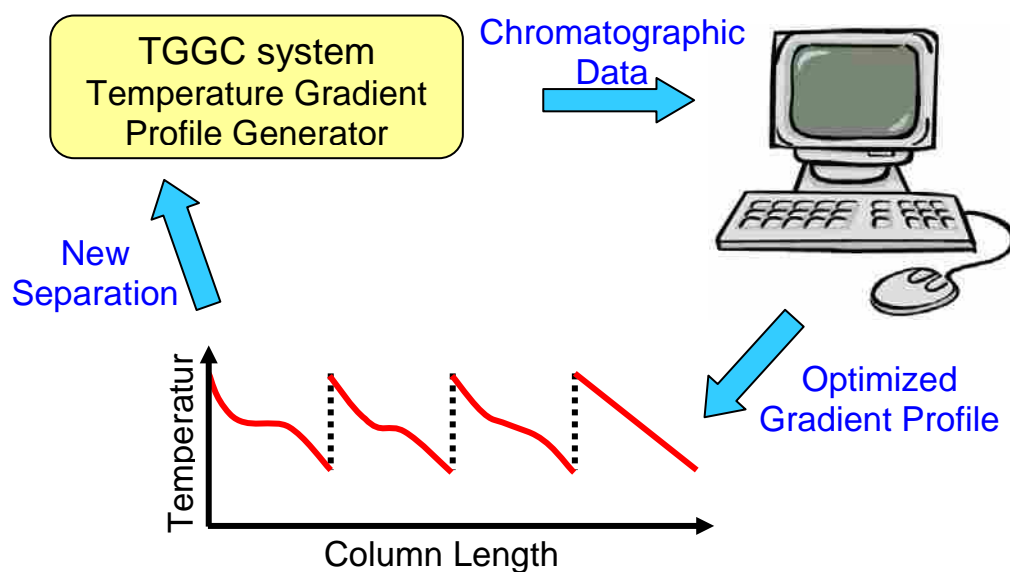 TGGC system
Temperature Gradient
Profile Generator
Chromatographic
Data
New
Separation
Optimized
Gradient Profile
Temperatur
Column Length